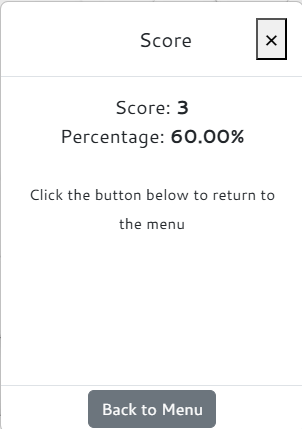 Score
×
Score: 3
Percentage: 60.00%
Click the button below to return to
the menu
Back to Menu